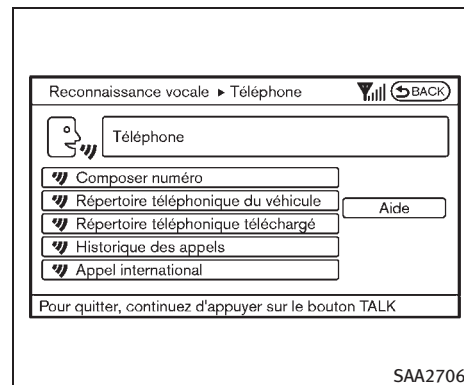 Reconnaissance vocale ▶ Téléphone BACK
Téléphone
Composer numéro
Répertoire téléphonique du véhicule
Aide
Répertoire téléphonique téléchargé
Historique des appels
Appel international
Pour quitter, continuez d'appuyer sur le bouton TALK
SAA2706